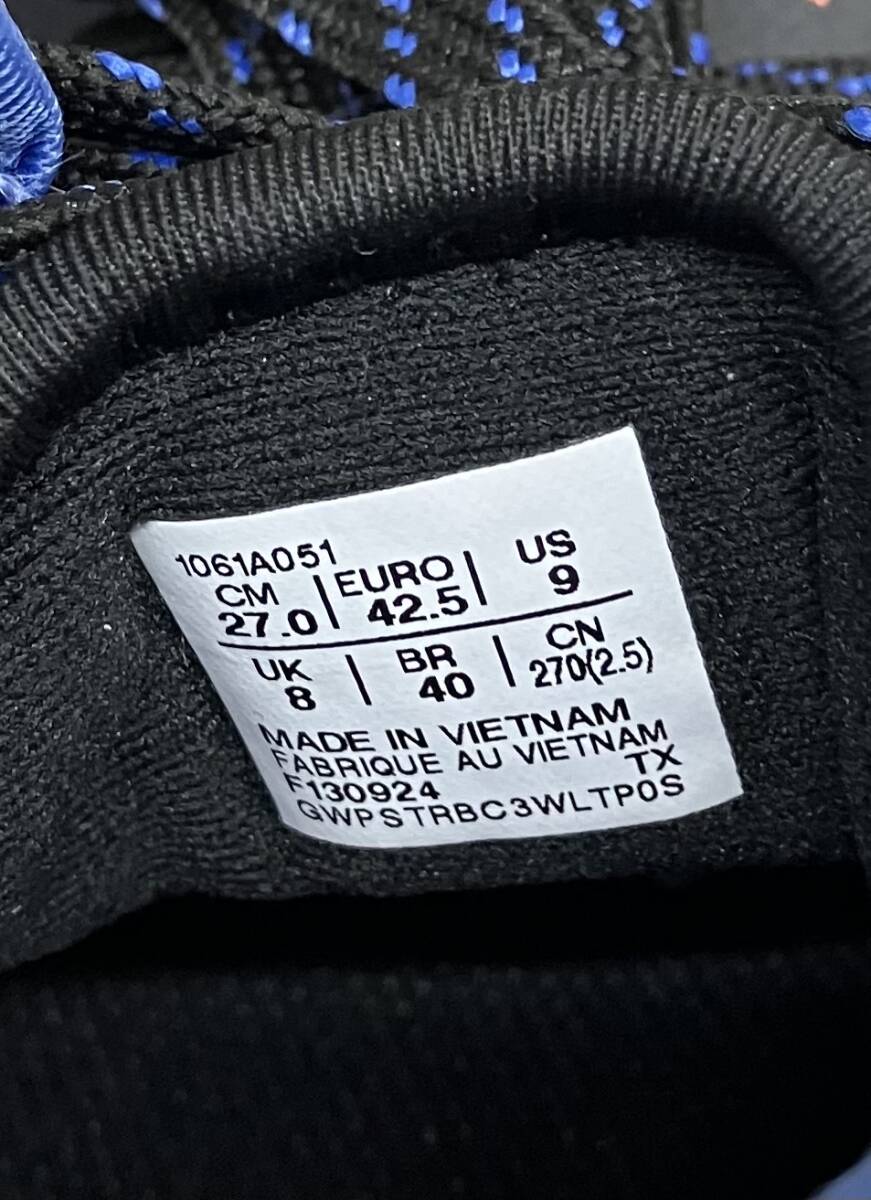 1061A051
CM | EURO | US
27.0 | 42.5 | 9
UK | BR | CN
8 | 40 | 270(2.5)
MADE IN VIETNAM
FABRIQUE AU VIETNAM
F130924 TX
GWPSTRBC3WLTP0S